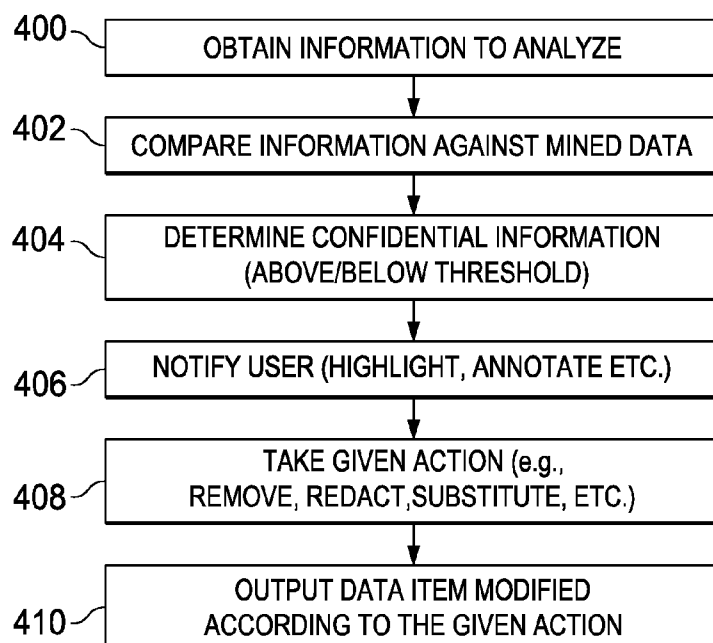 400
OBTAIN INFORMATION TO ANALYZE
402
COMPARE INFORMATION AGAINST MINED DATA
404
DETERMINE CONFIDENTIAL INFORMATION
(ABOVE/BELOW THRESHOLD)
406
NOTIFY USER (HIGHLIGHT, ANNOTATE ETC.)
408
TAKE GIVEN ACTION (e.g.,
REMOVE, REDACT,SUBSTITUTE, ETC.)
410
OUTPUT DATA ITEM MODIFIED
ACCORDING TO THE GIVEN ACTION